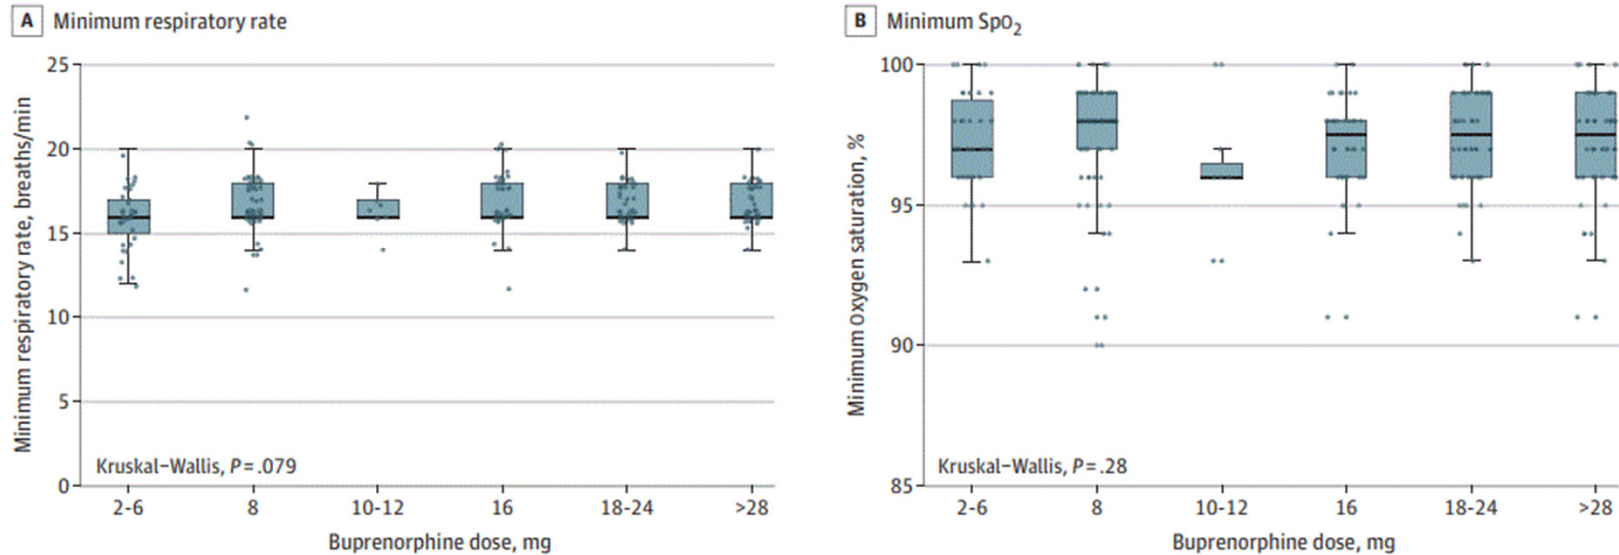 A Minimum respiratory rate
25
20
15
10
5
0
Minimum respiratory rate, breaths/min
Kruskal–Wallis, P = .079
2-6 8 10-12 16 18-24 >28
Buprenorphine dose, mg
B Minimum SpO2
100
95
90
85
Minimum Oxygen saturation, %
Kruskal–Wallis, P = .28
2-6 8 10-12 16 18-24 >28
Buprenorphine dose, mg